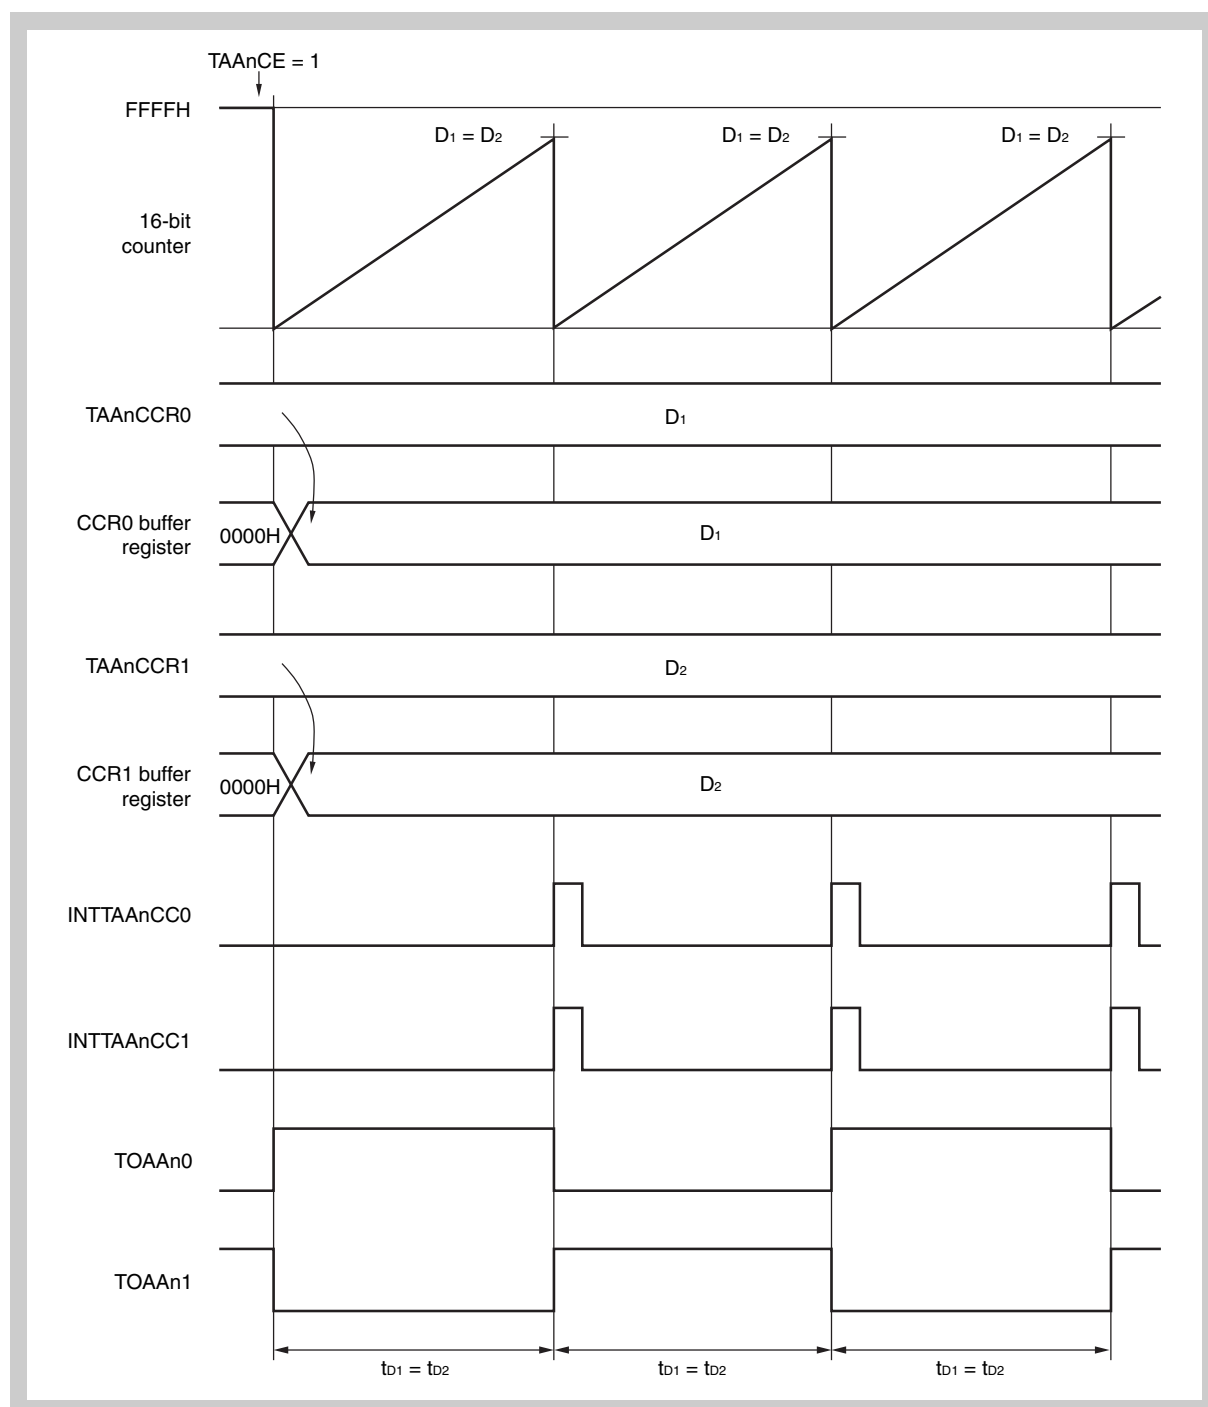 TAAnCE = 1
FFFFH
D1 = D2
D1 = D2
D1 = D2
16-bit
counter
TAAnCCR0
D1
CCR0 buffer
register
0000H
D1
TAAnCCR1
D2
CCR1 buffer
register
0000H
D2
INTTAAnCC0
INTTAAnCC1
TOAAn0
TOAAn1
tD1 = tD2
tD1 = tD2
tD1 = tD2